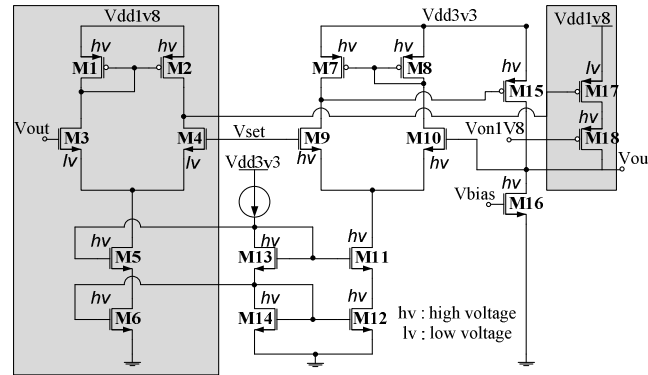 Vdd1v8 Vdd3v3 Vdd1v8
hv hv hv hv hv lv
M1 M2 M7 M8 M15 M17
hv
Vout M3 M4 Vset M9 M10 Von1V8 M18
lv lv hv hv
Vou
Vdd3v3
hv
Vbias M16
hv hv hv
M5 M13 M11
hv hv hv
M6 M14 M12
hv : high voltage
lv : low voltage